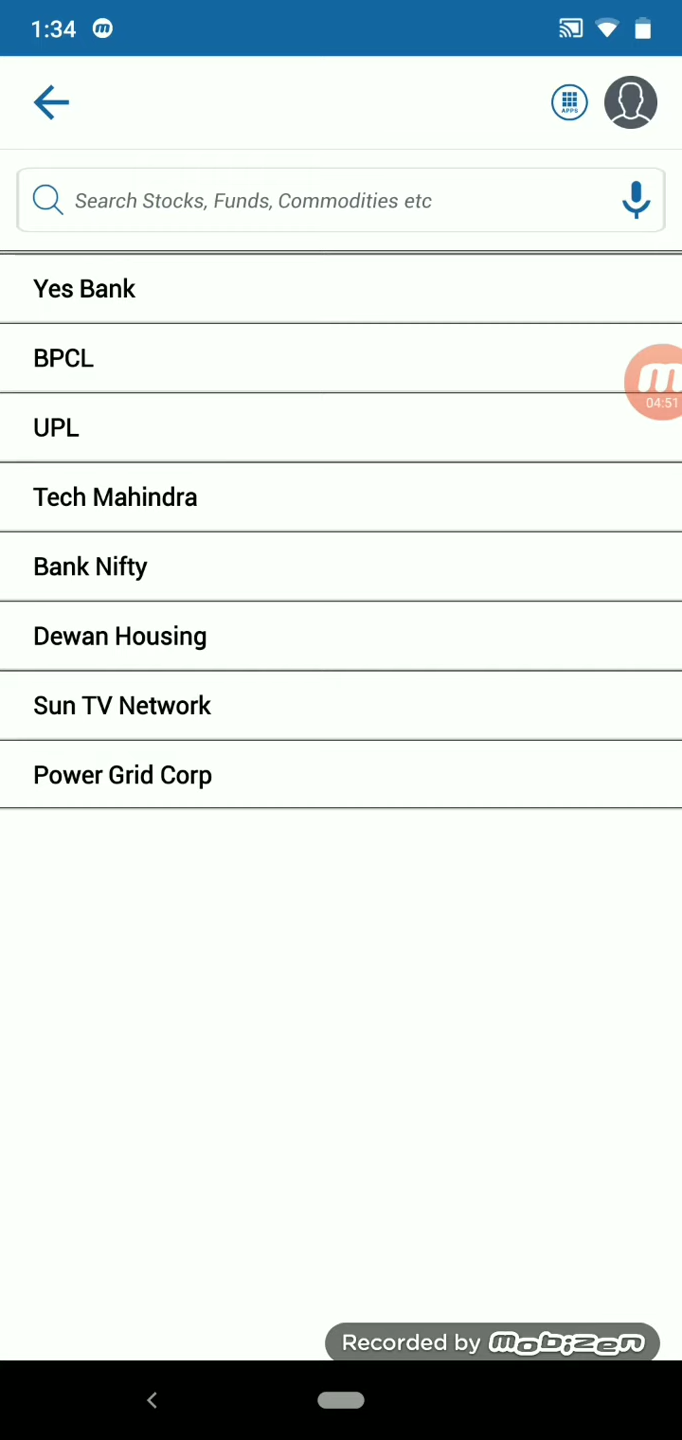 1:34
APPS
Search Stocks, Funds, Commodities etc
Yes Bank
BPCL
04:51
UPL
Tech Mahindra
Bank Nifty
Dewan Housing
Sun TV Network
Power Grid Corp
Recorded by mobizen